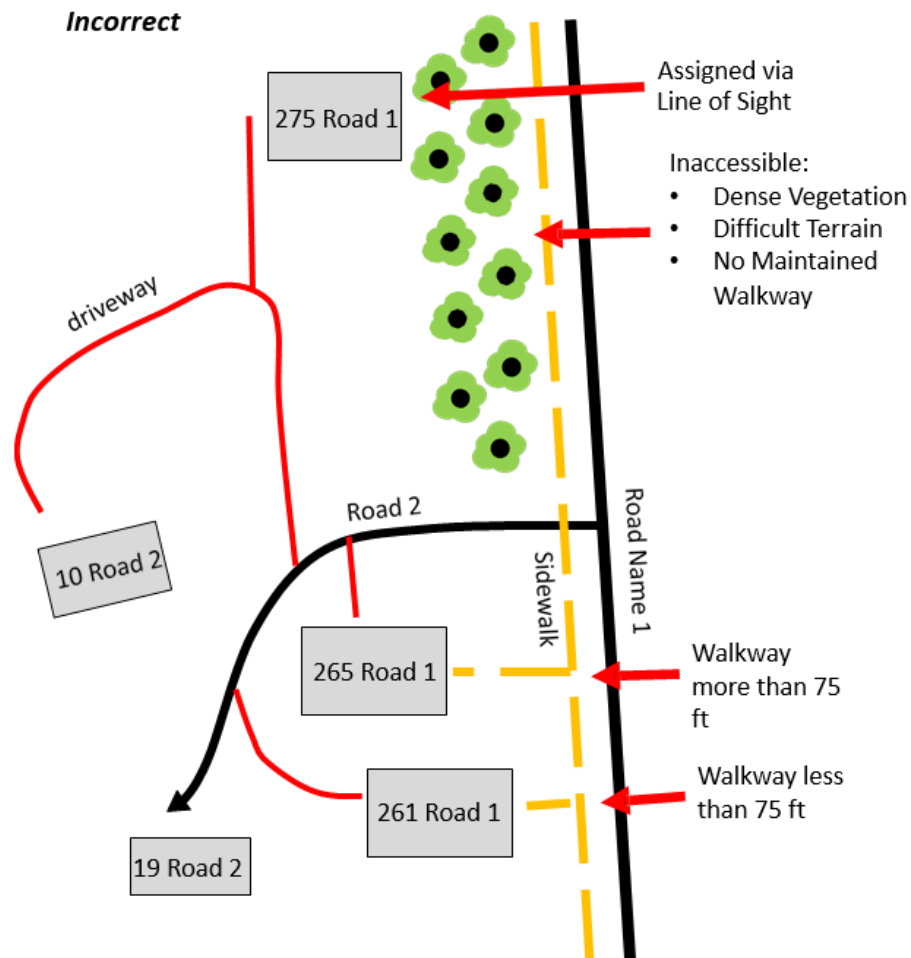 Incorrect
275 Road 1
Assigned via
Line of Sight
Inaccessible:
• Dense Vegetation
• Difficult Terrain
• No Maintained
Walkway
driveway
Road 2
10 Road 2
Sidewalk
Road Name 1
265 Road 1
Walkway
more than 75
ft
261 Road 1
Walkway less
than 75 ft
19 Road 2